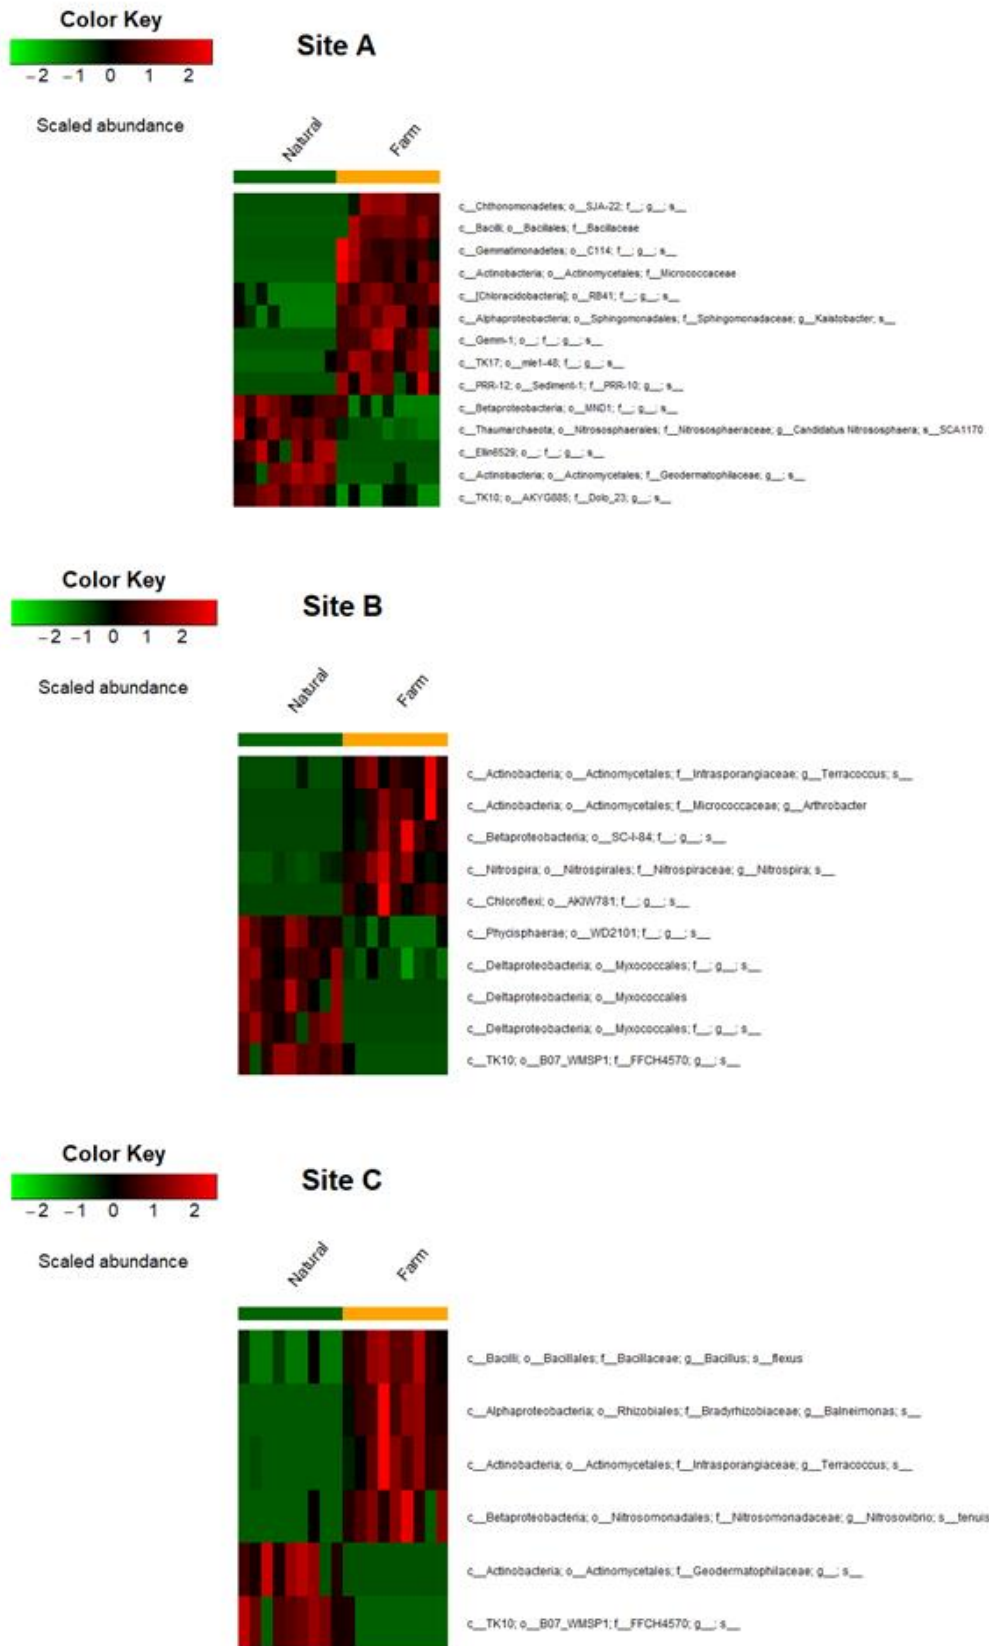 Color Key
Site A
−2 −1 0 1 2
Scaled abundance
Natural
Farm
c__Chthonomonadetes; o__SJA-22; f__; g__; s__
c__Bacilli; o__Bacillales; f__Bacillaceae
c__Gemmatimonadetes; o__C114; f__; g__; s__
c__Actinobacteria; o__Actinomycetales; f__Micrococcaceae
c__[Chloracidobacteria]; o__RB41; f__; g__; s__
c__Alphaproteobacteria; o__Sphingomonadales; f__Sphingomonadaceae; g__Kaistobacter; s__
c__Gemm-1; o__; f__; g__; s__
c__TK17; o__mle1-48; f__; g__; s__
c__PRR-12; o__Sediment-1; f__PRR-10; g__; s__
c__Betaproteobacteria; o__MND1; f__; g__; s__
c__Thaumarchaeota; o__Nitrososphaerales; f__Nitrososphaeraceae; g__Candidatus Nitrososphaera; s__SCA1170
c__Ellin6529; o__; f__; g__; s__
c__Actinobacteria; o__Actinomycetales; f__Geodermatophilaceae; g__; s__
c__TK10; o__AKYG885; f__Dolo_23; g__; s__
Color Key
Site B
−2 −1 0 1 2
Scaled abundance
Natural
Farm
c__Actinobacteria; o__Actinomycetales; f__Intrasporangiaceae; g__Terracoccus; s__
c__Actinobacteria; o__Actinomycetales; f__Micrococcaceae; g__Arthrobacter
c__Betaproteobacteria; o__SC-I-84; f__; g__; s__
c__Nitrospira; o__Nitrospirales; f__Nitrospiraceae; g__Nitrospira; s__
c__Chloroflexi; o__AKIW781; f__; g__; s__
c__Phycisphaerae; o__WD2101; f__; g__; s__
c__Deltaproteobacteria; o__Myxococcales; f__; g__; s__
c__Deltaproteobacteria; o__Myxococcales
c__Deltaproteobacteria; o__Myxococcales; f__; g__; s__
c__TK10; o__B07_WMSP1; f__FFCH4570; g__; s__
Color Key
Site C
−2 −1 0 1 2
Scaled abundance
Natural
Farm
c__Bacilli; o__Bacillales; f__Bacillaceae; g__Bacillus; s__flexus
c__Alphaproteobacteria; o__Rhizobiales; f__Bradyrhizobiaceae; g__Balneimonas; s__
c__Actinobacteria; o__Actinomycetales; f__Intrasporangiaceae; g__Terracoccus; s__
c__Betaproteobacteria; o__Nitrosomonadales; f__Nitrosomonadaceae; g__Nitrosovibrio; s__tenuis
c__Actinobacteria; o__Actinomycetales; f__Geodermatophilaceae; g__; s__
c__TK10; o__B07_WMSP1; f__FFCH4570; g__; s__